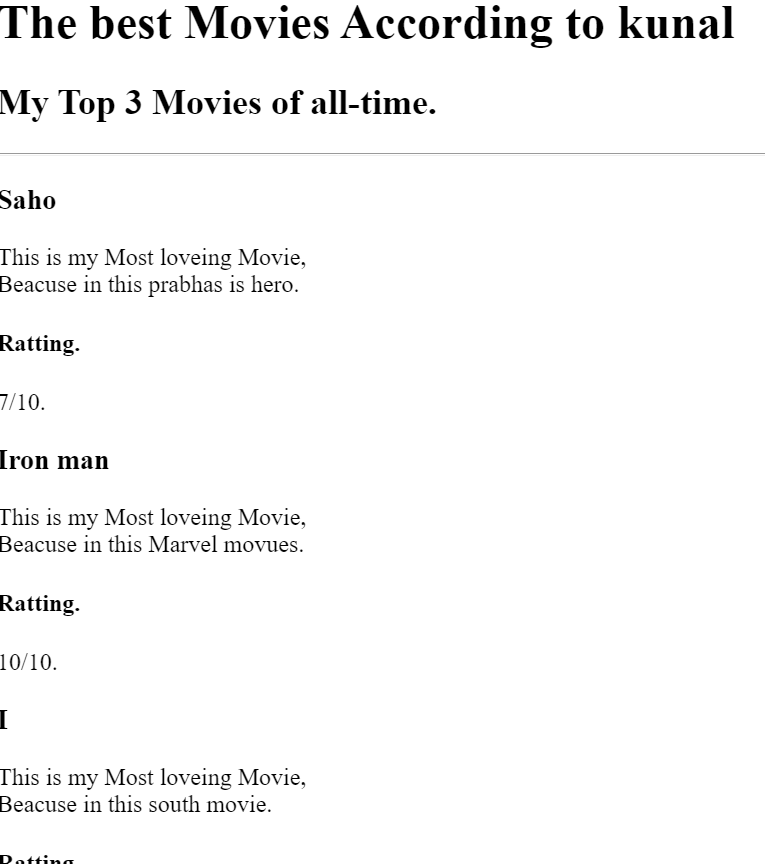 The best Movies According to kunal
My Top 3 Movies of all-time.
Saho
This is my Most loveing Movie,
Beacuse in this prabhas is hero.
Ratting.
7/10.
Iron man
This is my Most loveing Movie,
Beacuse in this Marvel movues.
Ratting.
10/10.
I
This is my Most loveing Movie,
Beacuse in this south movie.
Ratting.